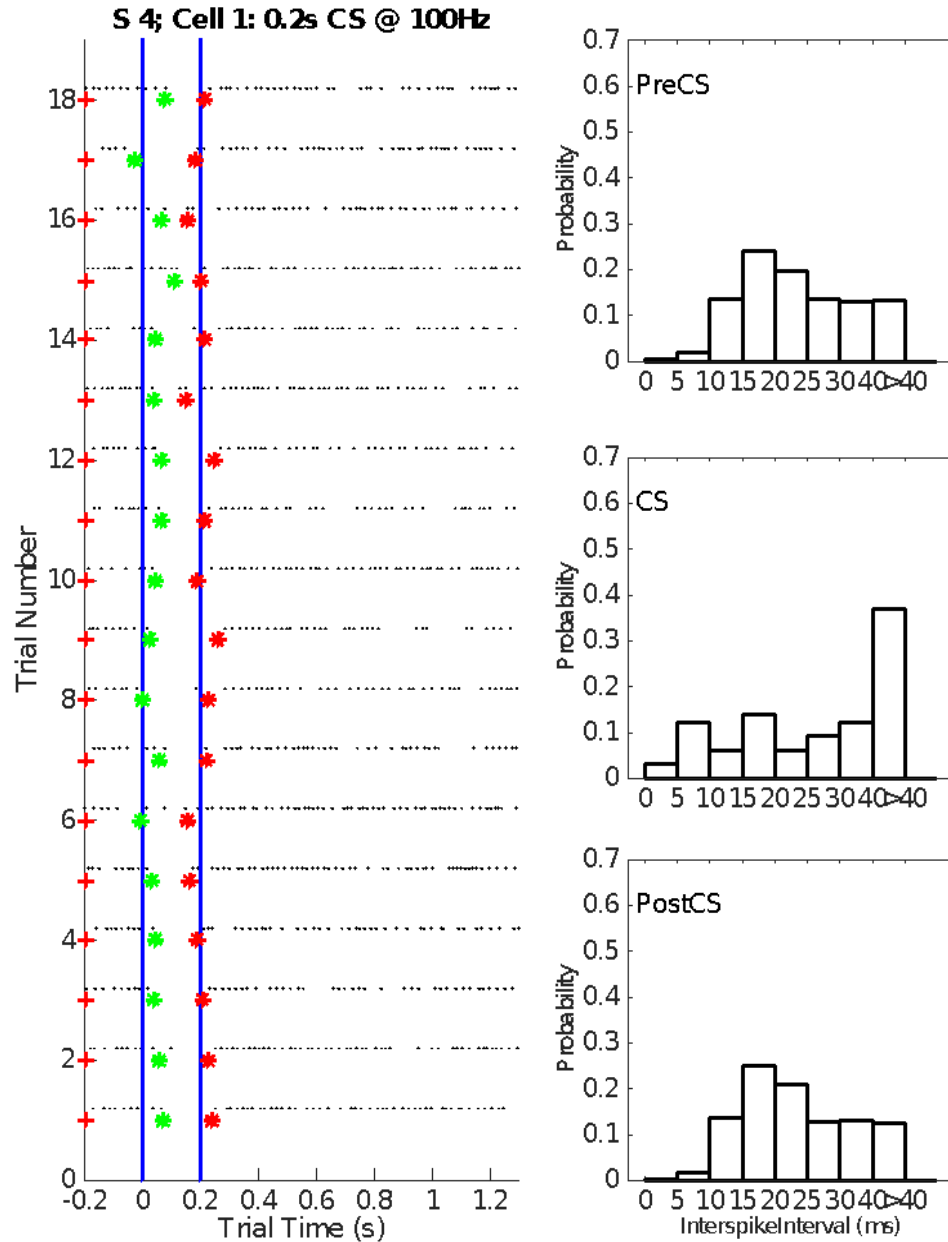 S 4; Cell 1: 0.2s CS @ 100Hz
Trial Number
18
16
14
12
10
8
6
4
2
0
-0.2 0 0.2 0.4 0.6 0.8 1 1.2
Trial Time (s)
PreCS
Probability
0.7
0.6
0.5
0.4
0.3
0.2
0.1
0
0 5 10 15 20 25 30 40 >40
CS
Probability
0.7
0.6
0.5
0.4
0.3
0.2
0.1
0
0 5 10 15 20 25 30 40 >40
PostCS
Probability
0.7
0.6
0.5
0.4
0.3
0.2
0.1
0
0 5 10 15 20 25 30 40 >40
InterspikeInterval (ms)